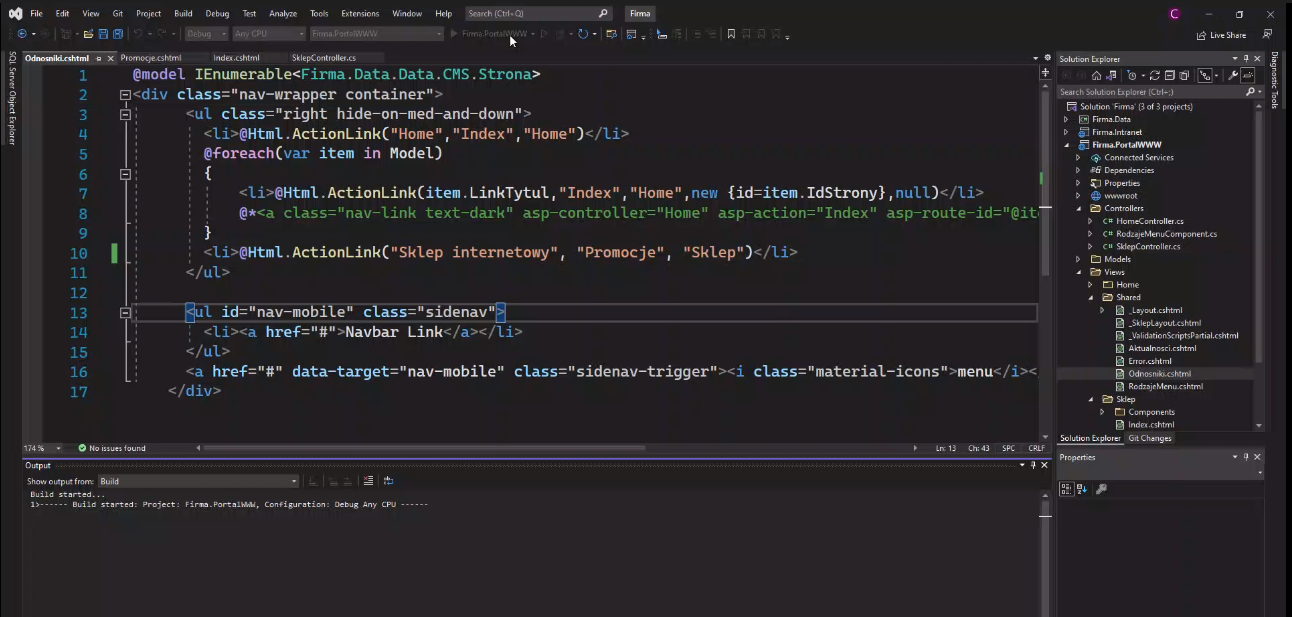 File Edit View Git Project Build Debug Test Analyze Tools Extensions Window Help Search (Ctrl+Q) Firma C
Debug Any CPU Firma.PortalWWW Firma.PortalWWW Live Share
SQL Server Object Explorer
Odnosniki.cshtml Promocje.cshtml Index.cshtml SklepController.cs
1 @model IEnumerable<Firma.Data.Data.CMS.Strona>
2 <div class="nav-wrapper container">
3 <ul class="right hide-on-med-and-down">
4 <li>@Html.ActionLink("Home","Index","Home")</li>
5 @foreach(var item in Model)
6 {
7 <li>@Html.ActionLink(item.LinkTytul,"Index","Home",new {id=item.IdStrony},null)</li>
8 @*<a class="nav-link text-dark" asp-controller="Home" asp-action="Index" asp-route-id="@ite
9 }
10 <li>@Html.ActionLink("Sklep internetowy", "Promocje", "Sklep")</li>
11 </ul>
12
13 <ul id="nav-mobile" class="sidenav">
14 <li><a href="#">Navbar Link</a></li>
15 </ul>
16 <a href="#" data-target="nav-mobile" class="sidenav-trigger"><i class="material-icons">menu</i><
17 </div>
174 % No issues found Ln: 13 Ch: 43 SPC CRLF
Output
Show output from: Build
Build started...
1>------ Build started: Project: Firma.PortalWWW, Configuration: Debug Any CPU ------
Solution Explorer
Search Solution Explorer (Ctrl+;)
Solution 'Firma' (3 of 3 projects)
Firma.Data
Firma.Intranet
Firma.PortalWWW
Connected Services
Dependencies
Properties
wwwroot
Controllers
C# HomeController.cs
C# RodzajeMenuComponent.cs
C# SklepController.cs
Models
Views
Home
Shared
_Layout.cshtml
_SklepLayout.cshtml
_ValidationScriptsPartial.cshtml
Aktualnosci.cshtml
Error.cshtml
Odnosniki.cshtml
RodzajeMenu.cshtml
Sklep
Components
Index.cshtml
Solution Explorer Git Changes
Properties
Diagnostic Tools